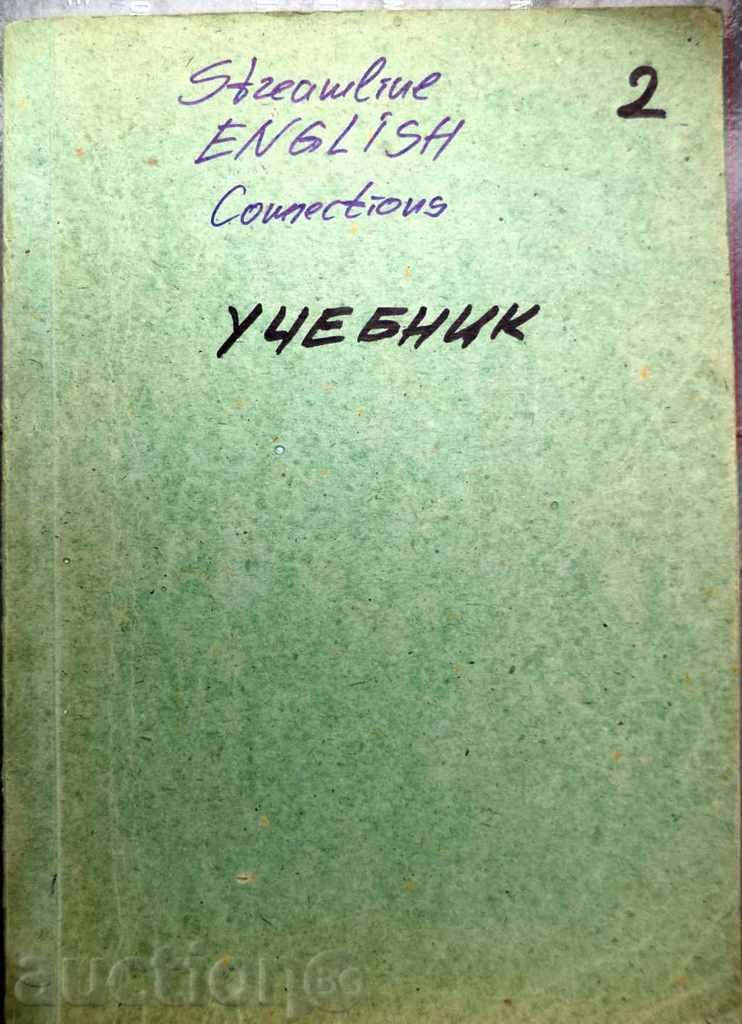 Streamline
ENGLISH
Connections
2
УЧЕБНИК
auction BG